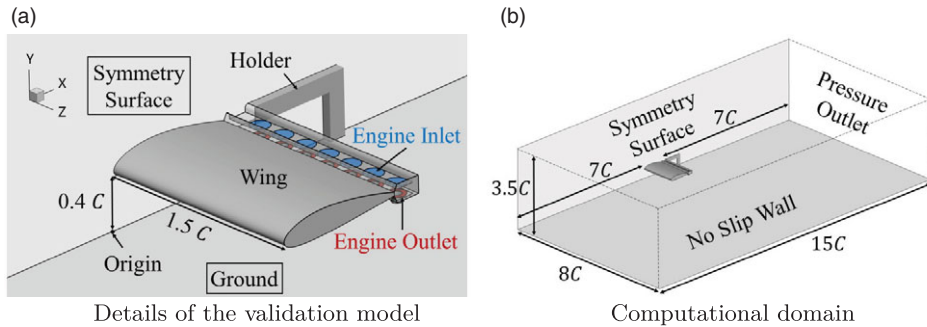 (a)
Y
X
Z
Symmetry
Surface
Holder
Engine Inlet
Wing
0.4 C
1.5 C
Engine Outlet
Origin
Ground
Details of the validation model
(b)
Pressure
Outlet
Symmetry
Surface
7C
7C
3.5C
No Slip Wall
15C
8C
Computational domain